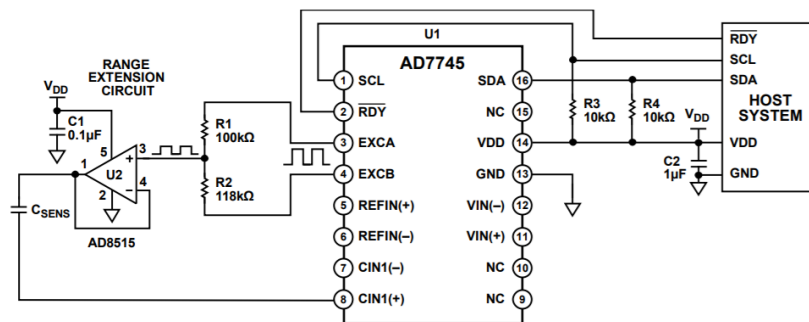 U1
AD7745
RANGE
EXTENSION
CIRCUIT
VDD
C1
0.1µF
5
1
3
+
U2
4
−
2
AD8515
CSENS
R1
100kΩ
R2
118kΩ
1 SCL
2 RDY
3 EXCA
4 EXCB
5 REFIN(+)
6 REFIN(–)
7 CIN1(–)
8 CIN1(+)
SDA 16
NC 15
VDD 14
GND 13
VIN(–) 12
VIN(+) 11
NC 10
NC 9
R3
10kΩ
R4
10kΩ
VDD
C2
1µF
RDY
SCL
SDA
HOST
SYSTEM
VDD
GND